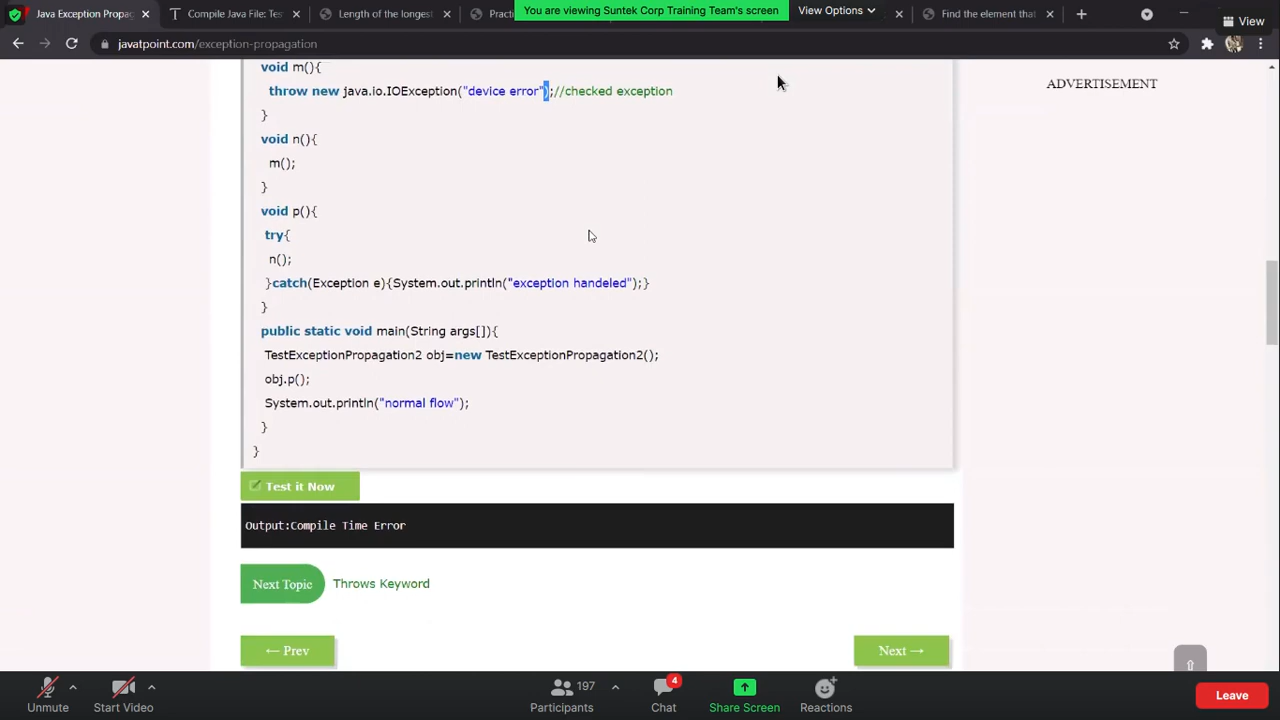 Java Exception Propag
Compile Java File: Test
Length of the longest
Practi
You are viewing Suntek Corp Training Team's screen
View Options
Find the element that
View
javatpoint.com/exception-propagation
void m(){
throw new java.io.IOException("device error");//checked exception
}
void n(){
m();
}
void p(){
try{
n();
}catch(Exception e){System.out.println("exception handeled");}
}
public static void main(String args[]){
TestExceptionPropagation2 obj=new TestExceptionPropagation2();
obj.p();
System.out.println("normal flow");
}
}
ADVERTISEMENT
Test it Now
Output:Compile Time Error
Next Topic Throws Keyword
← Prev
Next →
Unmute
Start Video
197
Participants
4
Chat
Share Screen
Reactions
Leave